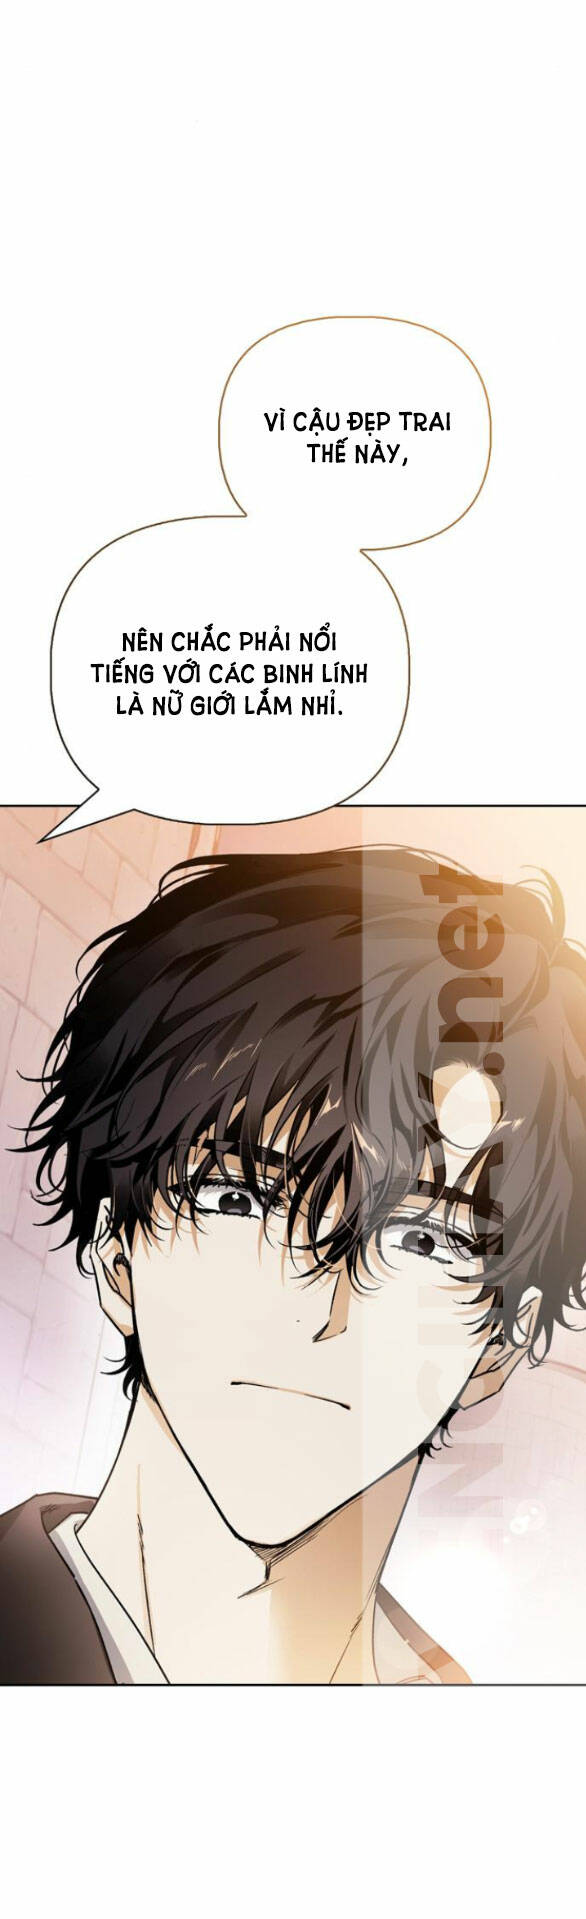 VÌ CẬU ĐẸP TRAI
THẾ NÀY,
NÊN CHẮC PHẢI NỔI
TIẾNG VỚI CÁC BINH LÍNH
LÀ NỮ GIỚI LẮM NHỈ.